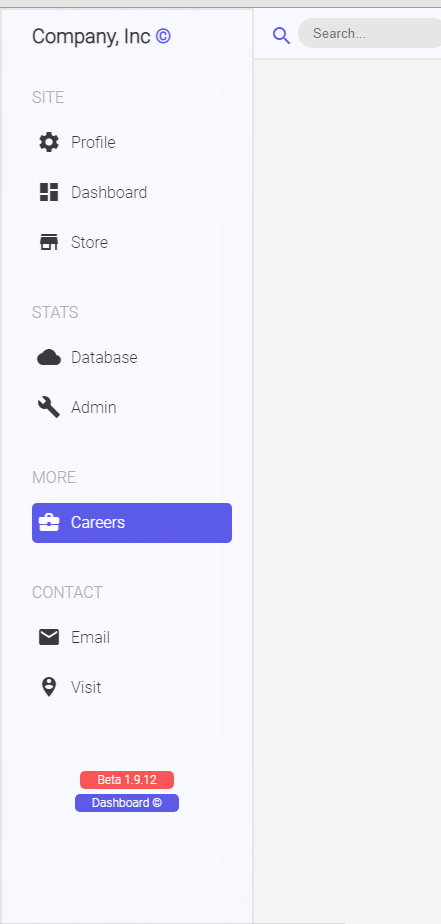 Company, Inc ©
Search...
SITE
Profile
Dashboard
Store
STATS
Database
Admin
MORE
Careers
CONTACT
Email
Visit
Beta 1.9.12
Dashboard ©